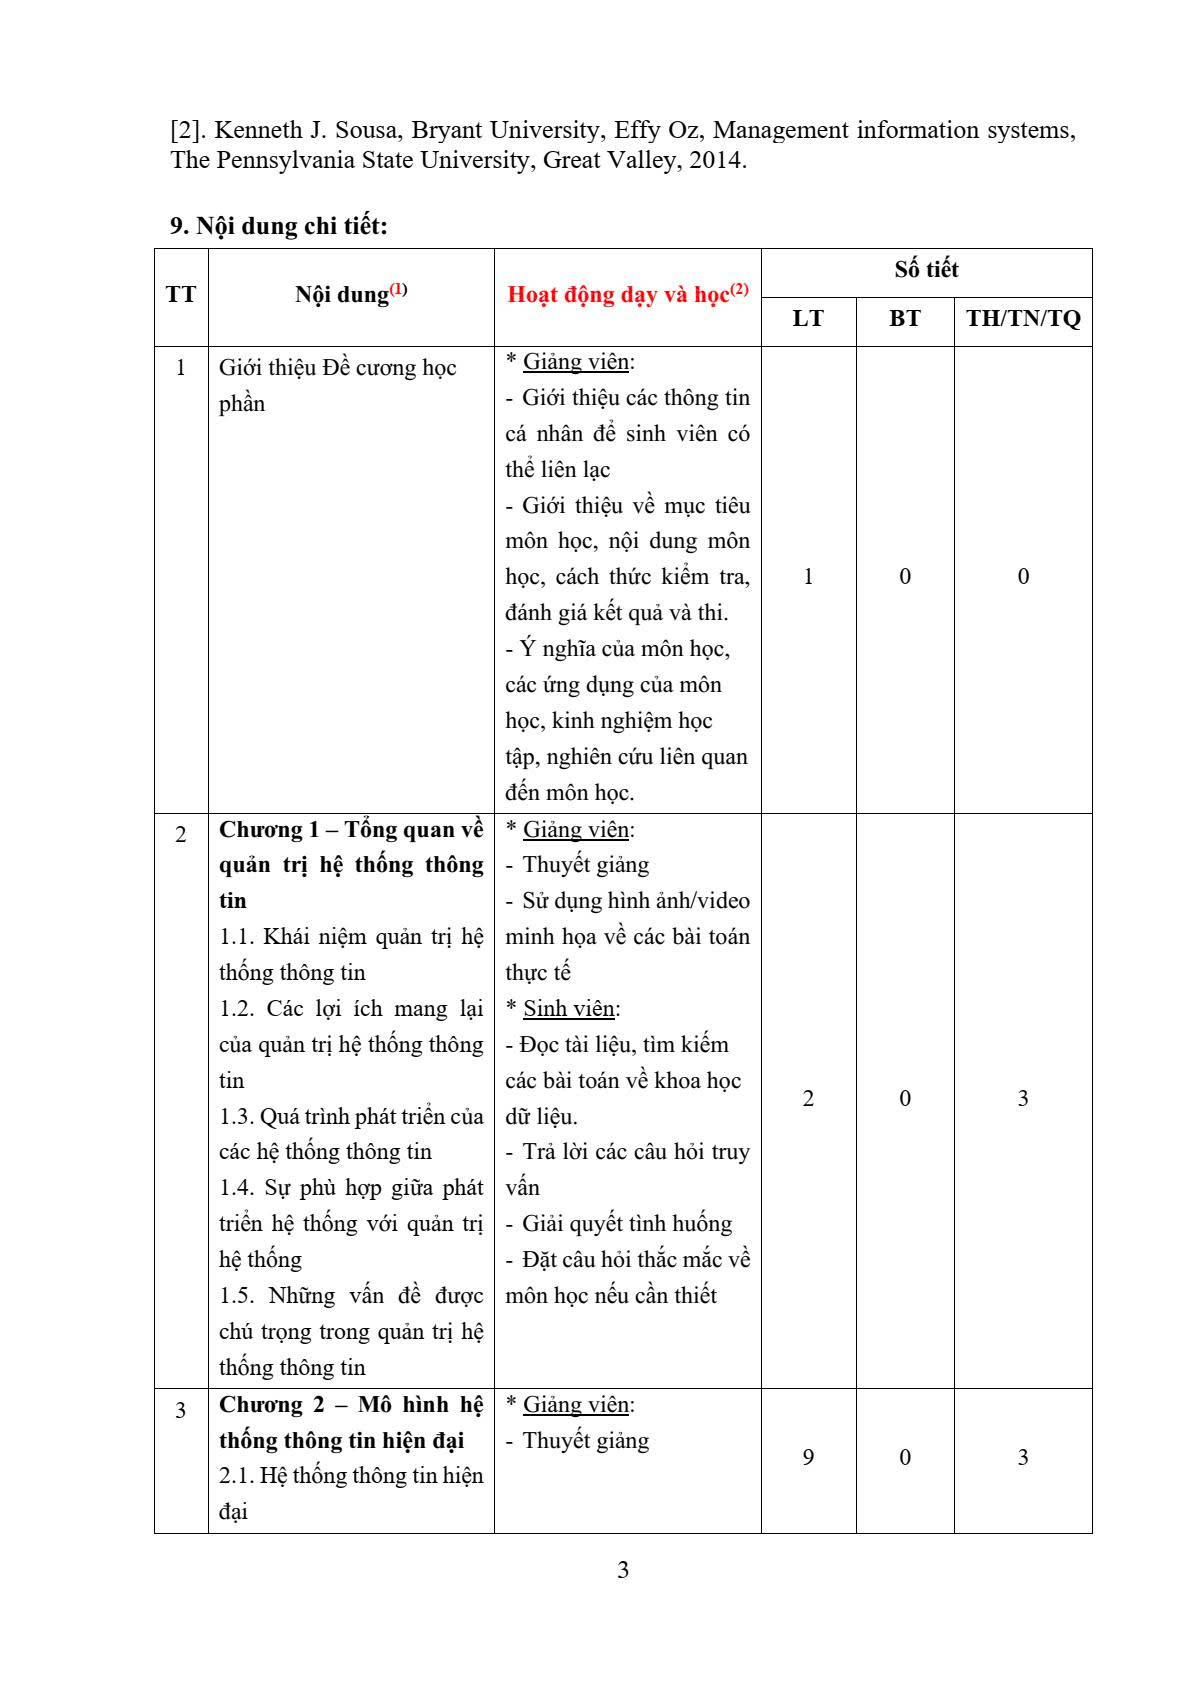 [2]. Kenneth J. Sousa, Bryant University, Effy Oz, Management information systems,
The Pennsylvania State University, Great Valley, 2014.
9. Nội dung chi tiết:
TT
Nội dung(1)
Hoạt động dạy và học(2)
Số tiết
LT
BT
TH/TN/TQ
1
Giới thiệu Đề cương học
phần
* Giảng viên:
- Giới thiệu các thông tin
cá nhân để sinh viên có
thể liên lạc
- Giới thiệu về mục tiêu
môn học, nội dung môn
học, cách thức kiểm tra,
đánh giá kết quả và thi.
- Ý nghĩa của môn học,
các ứng dụng của môn
học, kinh nghiệm học
tập, nghiên cứu liên quan
đến môn học.
1
0
0
2
Chương 1 – Tổng quan về
quản trị hệ thống thông
tin
1.1. Khái niệm quản trị hệ
thống thông tin
1.2. Các lợi ích mang lại
của quản trị hệ thống thông
tin
1.3. Quá trình phát triển của
các hệ thống thông tin
1.4. Sự phù hợp giữa phát
triển hệ thống với quản trị
hệ thống
1.5. Những vấn đề được
chú trọng trong quản trị hệ
thống thông tin
* Giảng viên:
- Thuyết giảng
- Sử dụng hình ảnh/video
minh họa về các bài toán
thực tế
* Sinh viên:
- Đọc tài liệu, tìm kiếm
các bài toán về khoa học
dữ liệu.
- Trả lời các câu hỏi truy
vấn
- Giải quyết tình huống
- Đặt câu hỏi thắc mắc về
môn học nếu cần thiết
2
0
3
3
Chương 2 – Mô hình hệ
thống thông tin hiện đại
2.1. Hệ thống thông tin hiện
đại
* Giảng viên:
- Thuyết giảng
9
0
3
3